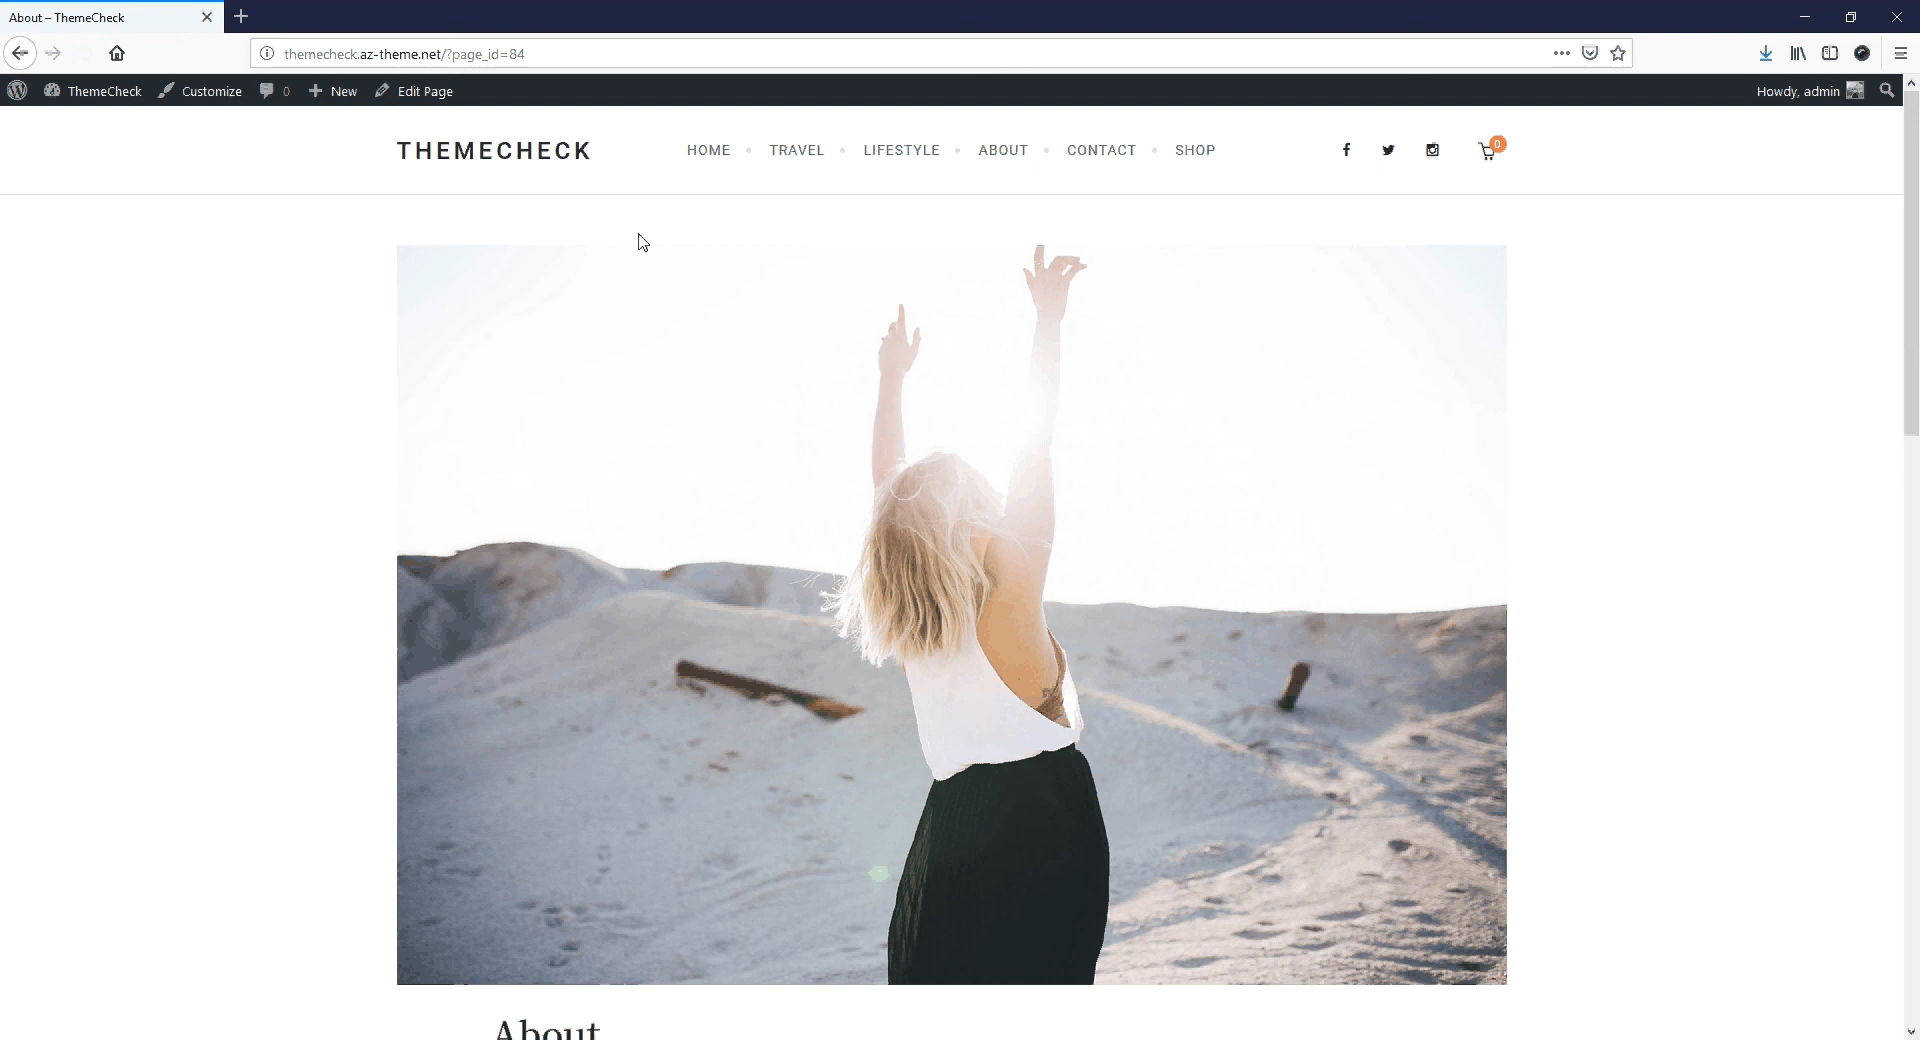 About – ThemeCheck
themecheck.az-theme.net/?page_id=84
ThemeCheck Customize 0 New Edit Page Howdy, admin
THEMECHECK HOME TRAVEL LIFESTYLE ABOUT CONTACT SHOP 0
About